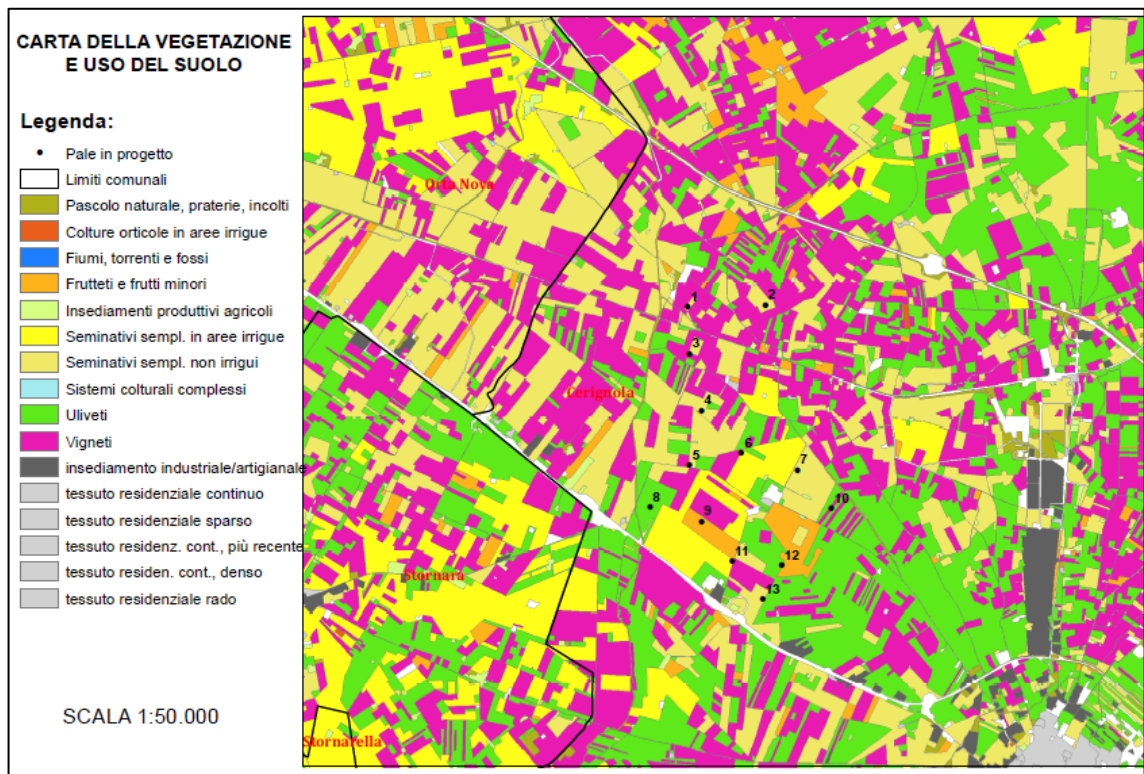 CARTA DELLA VEGETAZIONE
E USO DEL SUOLO
Legenda:
Pale in progetto
Limiti comunali
Pascolo naturale, praterie, incolti
Colture orticole in aree irrigue
Fiumi, torrenti e fossi
Frutteti e frutti minori
Insediamenti produttivi agricoli
Seminativi sempl. in aree irrigue
Seminativi sempl. non irrigui
Sistemi colturali complessi
Uliveti
Vigneti
insediamento industriale/artigianale
tessuto residenziale continuo
tessuto residenziale sparso
tessuto residenz. cont., più recente
tessuto residen. cont., denso
tessuto residenziale rado
SCALA 1:50.000
Orta Nova
1
2
3
Cerignola
4
6
5
7
8
10
9
11
12
Stornara
13
Stornarella